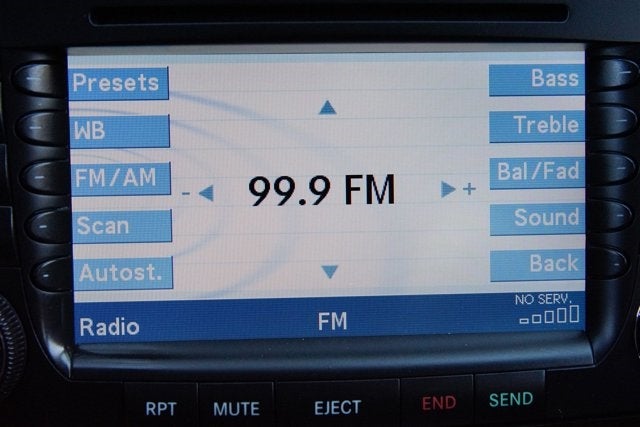 Presets
Bass
WB
Treble
FM/AM
Bal/Fad
- 99.9 FM +
Scan
Sound
Autost.
Back
NO SERV.
Radio
FM
RPT
MUTE
EJECT
END
SEND